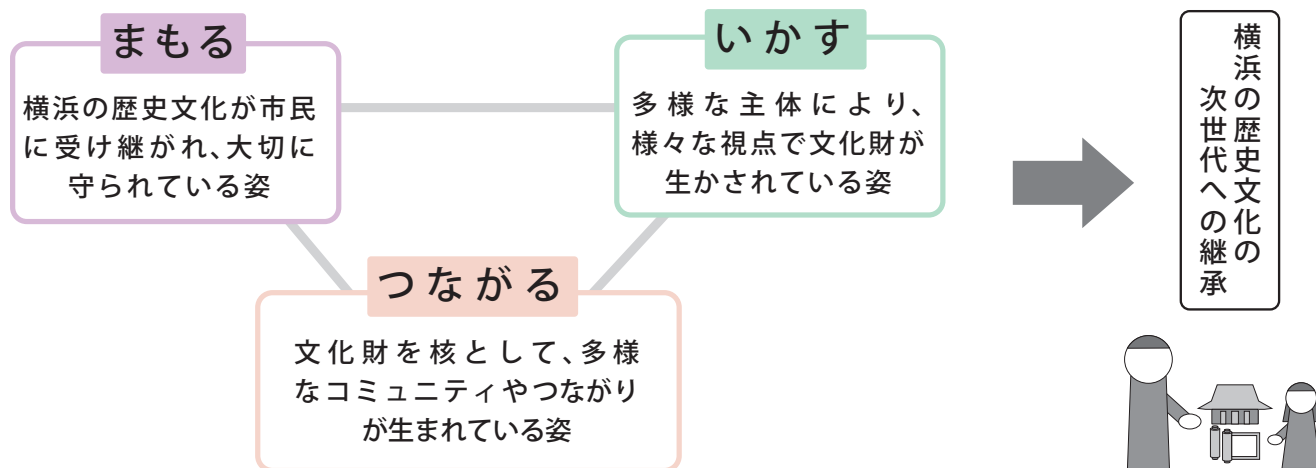 まもる
横浜の歴史文化が市民
に受け継がれ、大切に
守られている姿
いかす
多様な主体により、
様々な視点で文化財が
生かされている姿
つながる
文化財を核として、多様
なコミュニティやつながり
が生まれている姿
横浜の歴史文化の
次世代への継承